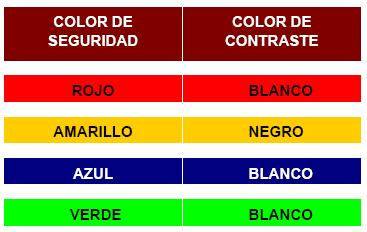 COLOR DE COLOR DE
SEGURIDAD CONTRASTE
ROJO BLANCO
AMARILLO NEGRO
AZUL BLANCO
VERDE BLANCO